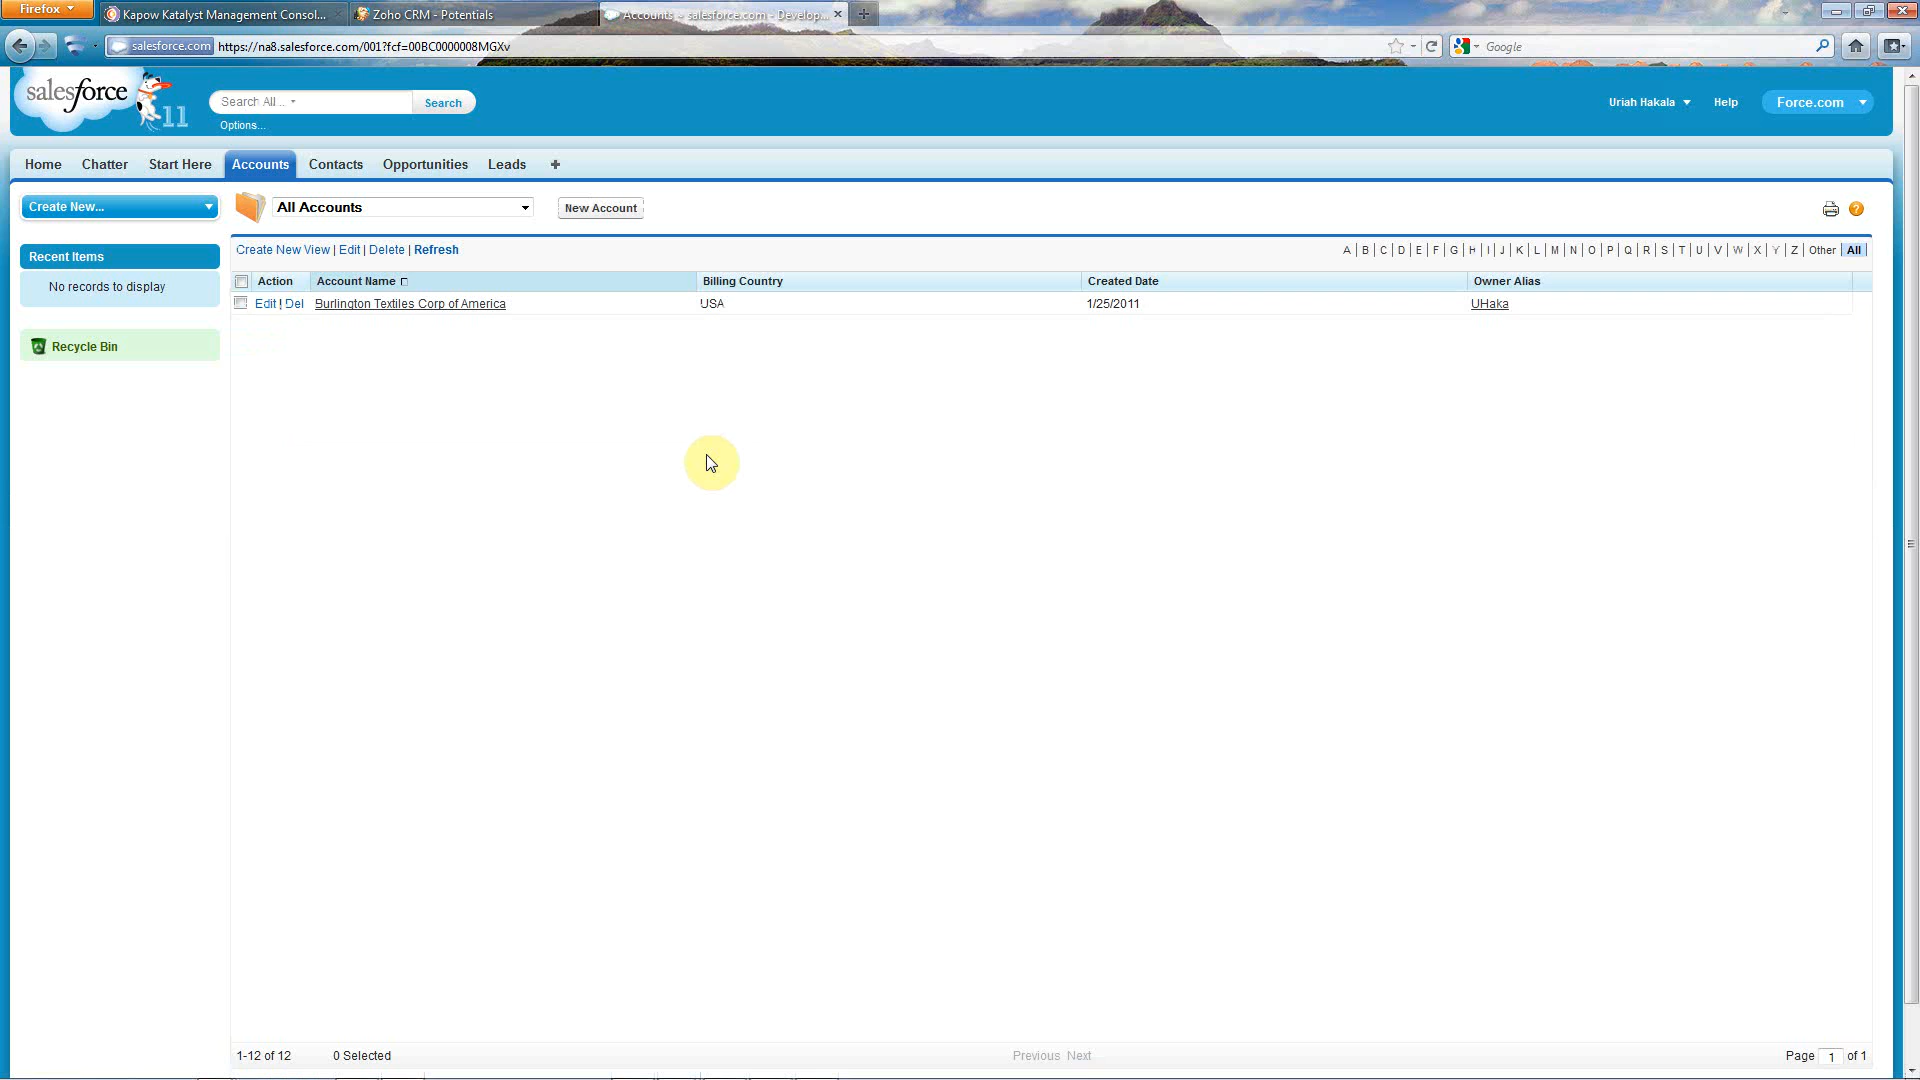 Firefox
Kapow Katalyst Management Consol...
Zoho CRM - Potentials
Accounts ~ salesforce.com - Develop...
salesforce.com
https://na8.salesforce.com/001?fcf=00BC0000008MGXv
Google
salesforce
11
Search All...
Search
Options...
Uriah Hakala
Help
Force.com
Home
Chatter
Start Here
Accounts
Contacts
Opportunities
Leads
Create New...
All Accounts
New Account
Recent Items
No records to display
Recycle Bin
Create New View | Edit | Delete | Refresh
A | B | C | D | E | F | G | H | I | J | K | L | M | N | O | P | Q | R | S | T | U | V | W | X | Y | Z | Other | All
Action Account Name Billing Country Created Date Owner Alias
Edit | Del Burlington Textiles Corp of America USA 1/25/2011 UHaka
1-12 of 12 0 Selected Previous Next Page 1 of 1